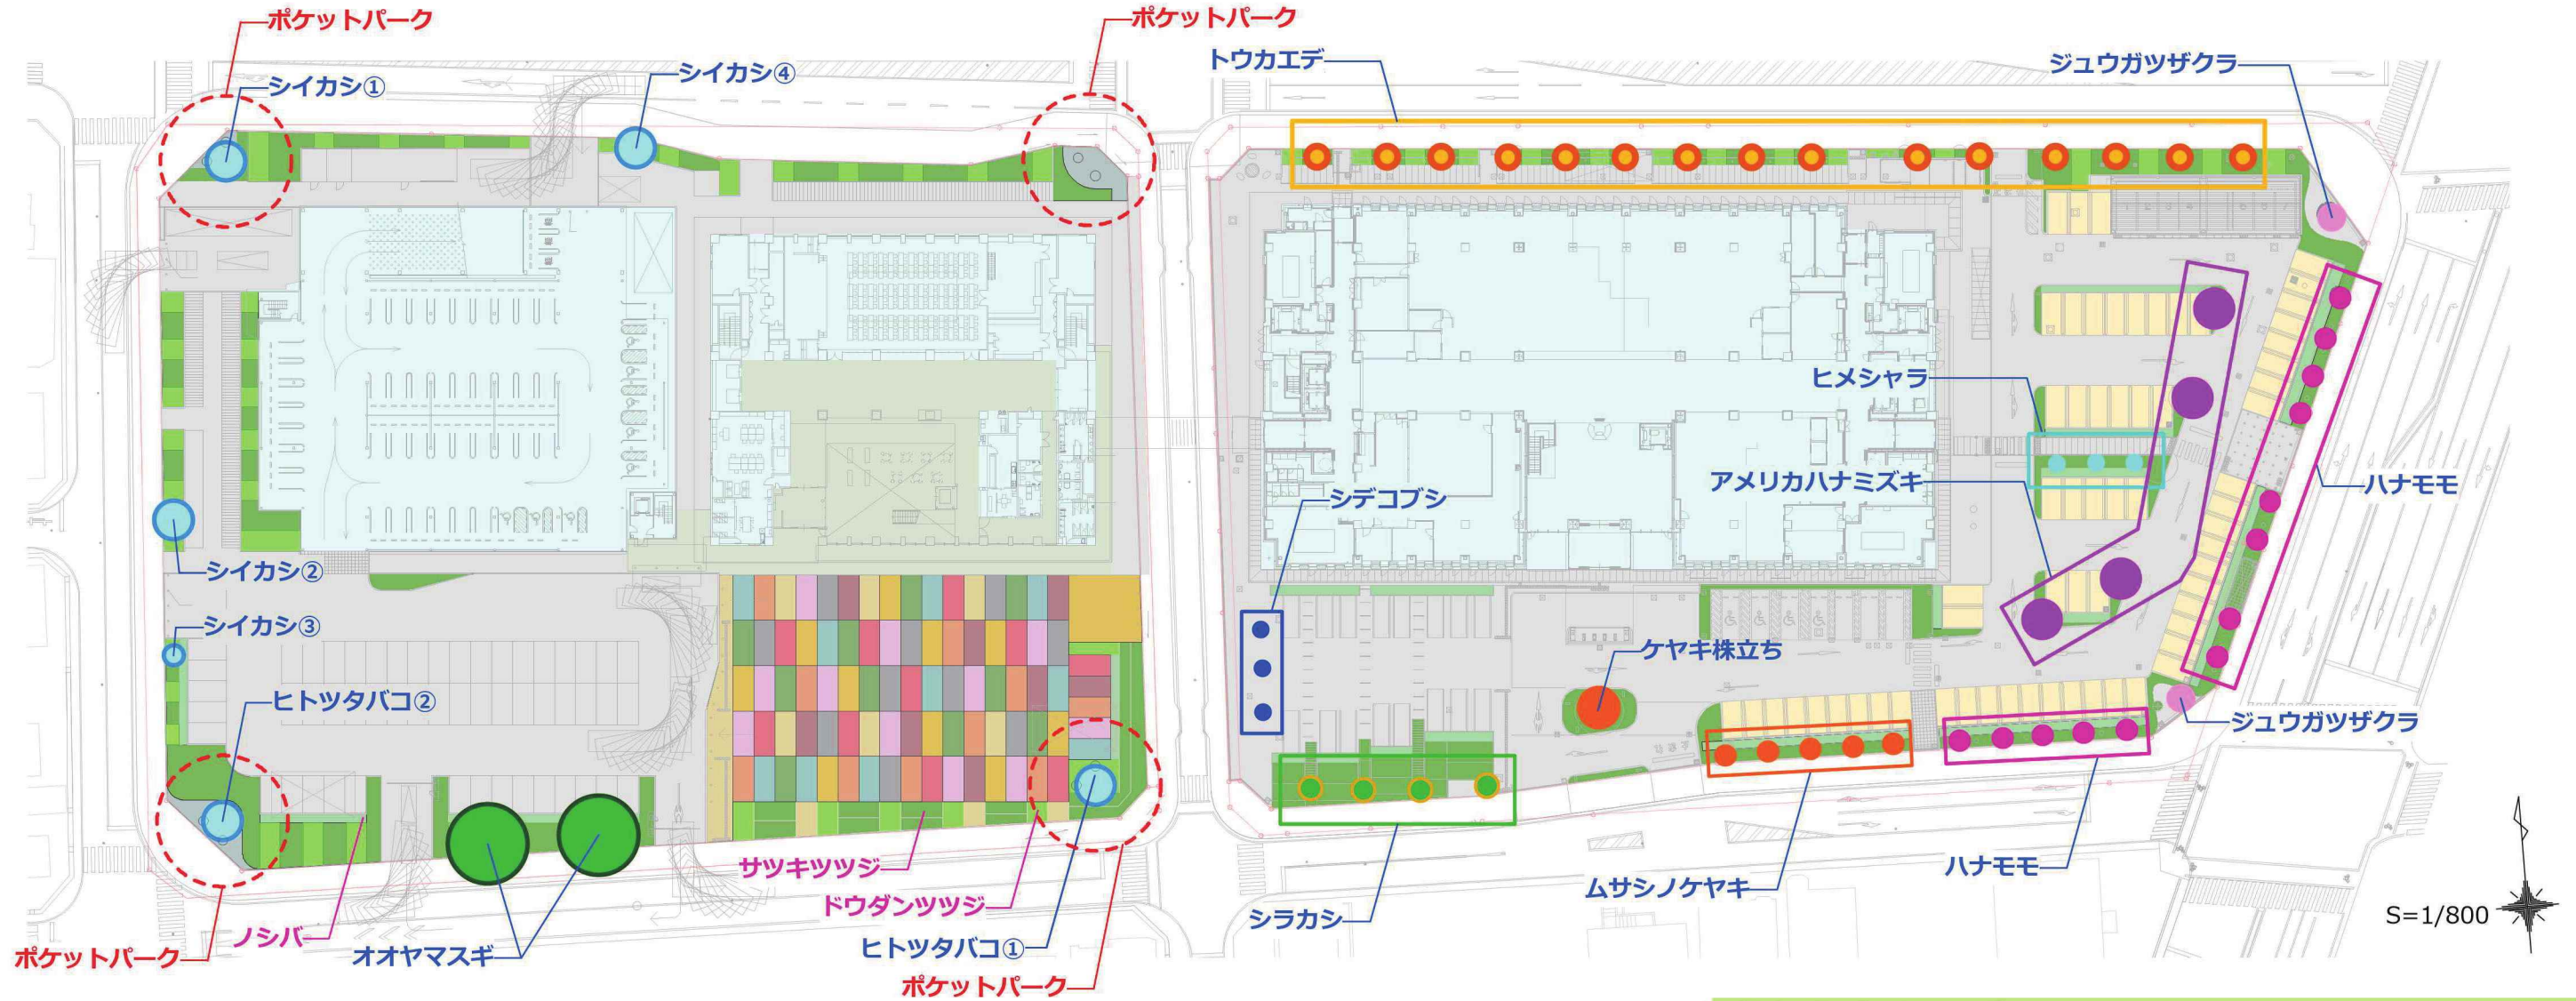 ポケットパーク
ポケットパーク
トウカエデ
ジュウガツザクラ
シイカシ①
シイカシ④
ヒメシャラ
アメリカハナミズキ
ハナモモ
シデコブシ
シイカシ②
シイカシ③
ケヤキ株立ち
ヒトツタバコ②
ジュウガツザクラ
サツキツツジ
ハナモモ
ムサシノケヤキ
ドウダンツツジ
シラカシ
S=1/800
ノシバ
オオヤマスギ
ヒトツタバコ①
ポケットパーク
ポケットパーク